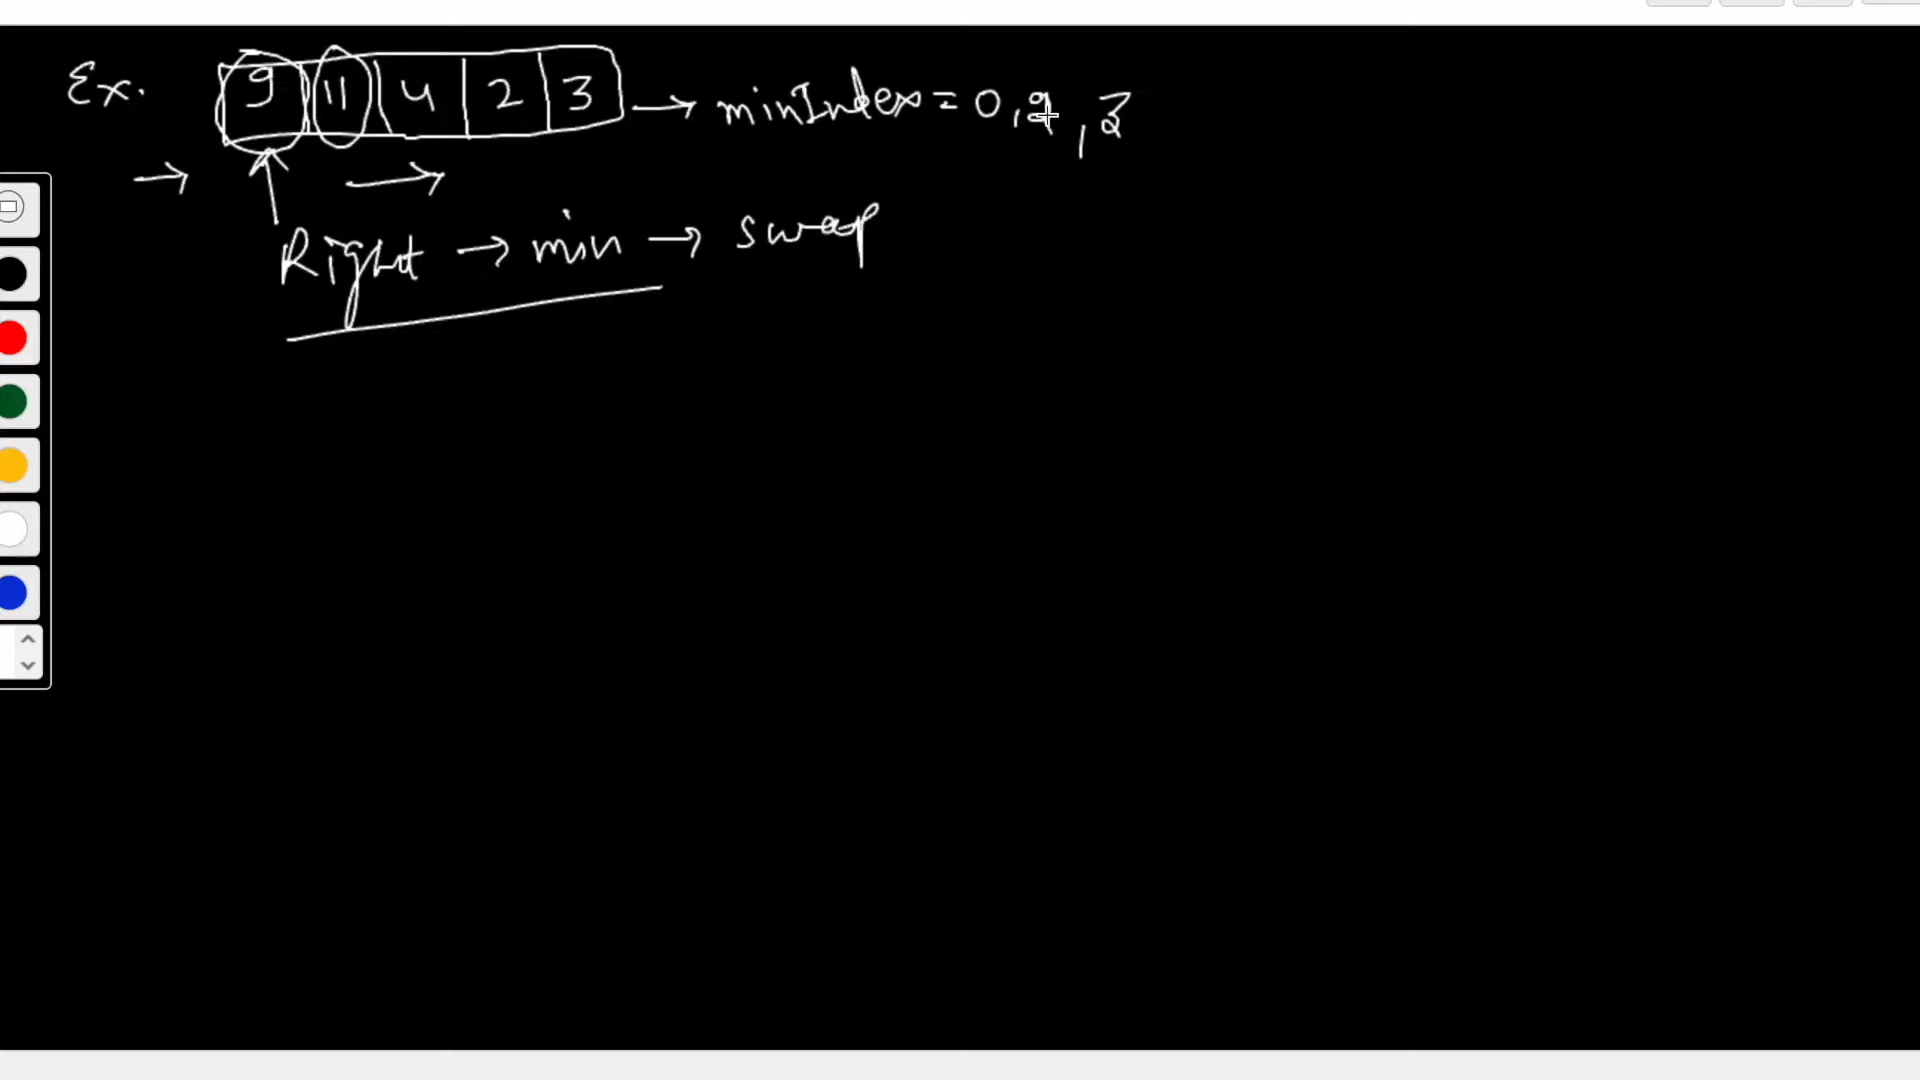 Ex. 9 11 4 2 3 → minIndex = 0, 2, 3
→ →
Right → min → swap